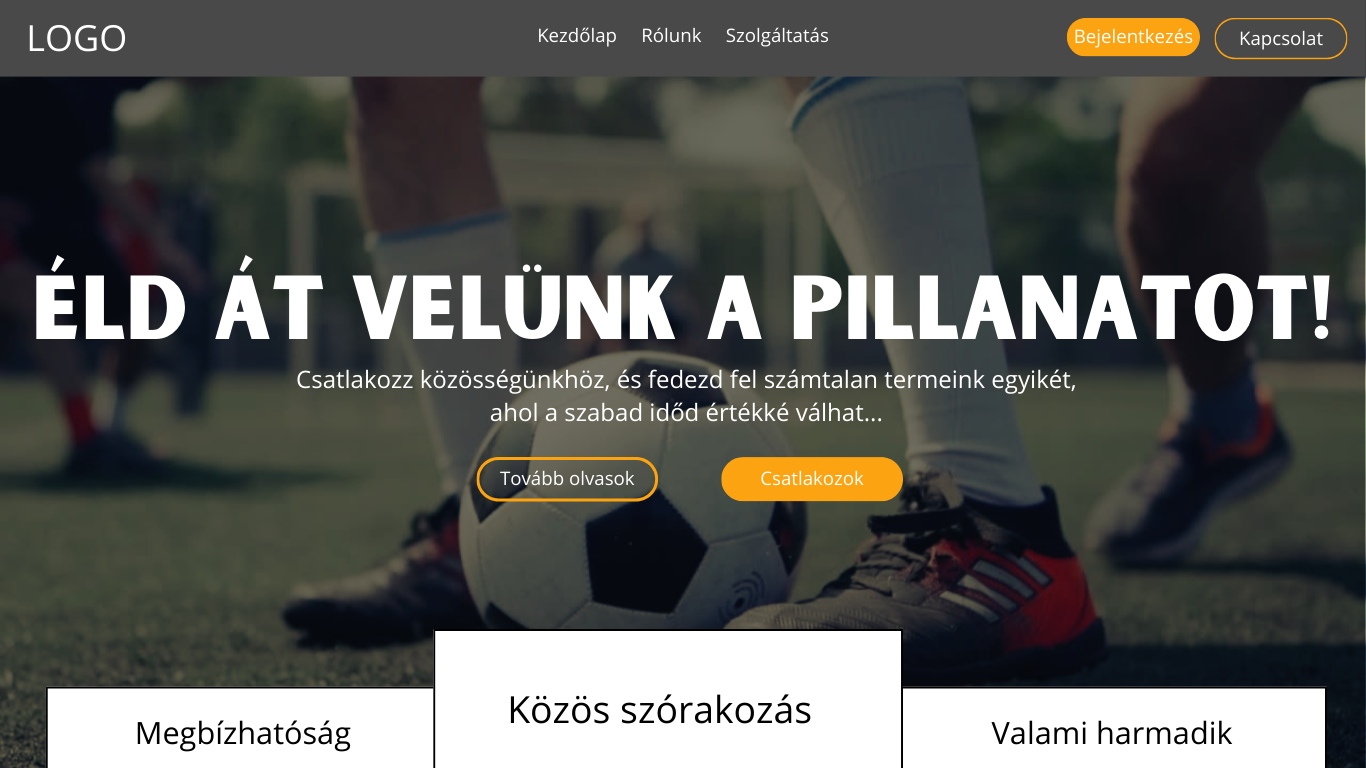 LOGO
Kezdőlap Rólunk Szolgáltatás
Bejelentkezés
Kapcsolat
ÉLD ÁT VELÜNK A PILLANATOT!
Csatlakozz közösségünkhöz, és fedezd fel számtalan termeink egyikét,
ahol a szabad időd értékké válhat...
Tovább olvasok
Csatlakozok
Megbízhatóság
Közös szórakozás
Valami harmadik